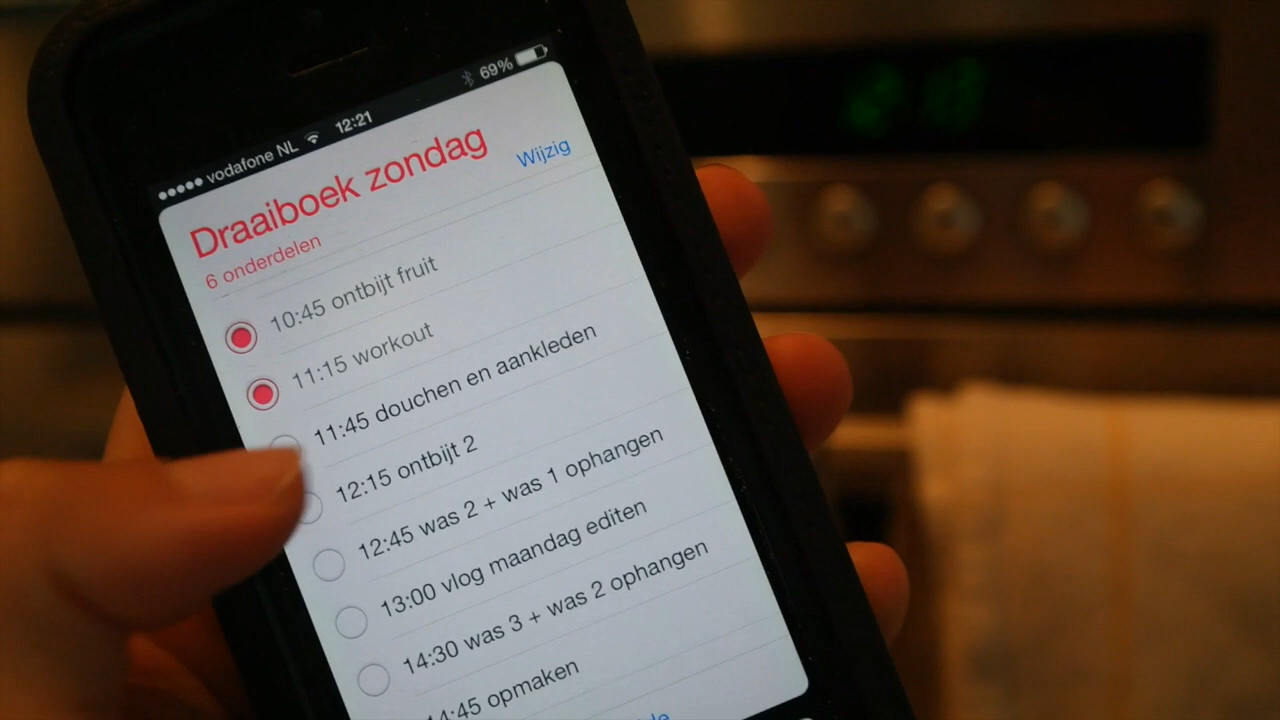 vodafone NL 12:21 69%
Draaiboek zondag
Wijzig
6 onderdelen
10:45 ontbijt fruit
11:15 workout
11:45 douchen en aankleden
12:15 ontbijt 2
12:45 was 2 + was 1 ophangen
13:00 vlog maandag editen
14:30 was 3 + was 2 ophangen
14:45 opmaken